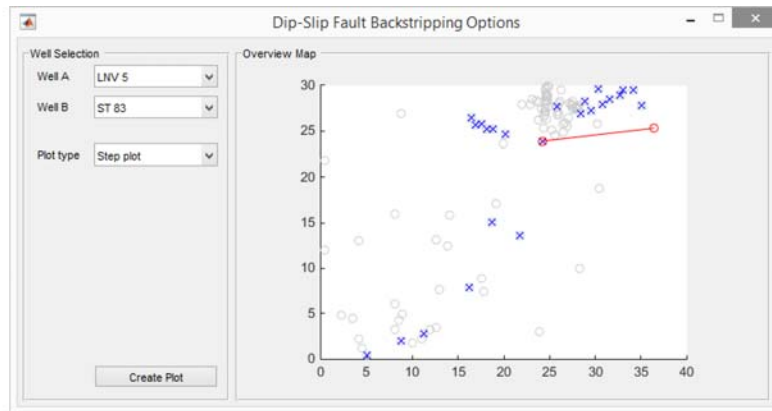 Dip-Slip Fault Backstripping Options
Well Selection
Well A LNV 5
Well B ST 83
Plot type Step plot
Create Plot
Overview Map
30
25
20
15
10
5
0
0 5 10 15 20 25 30 35 40